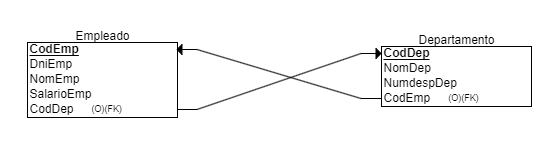 Empleado
CodEmp
DniEmp
NomEmp
SalarioEmp
CodDep (O)(FK)
Departamento
CodDep
NomDep
NumdespDep
CodEmp (O)(FK)